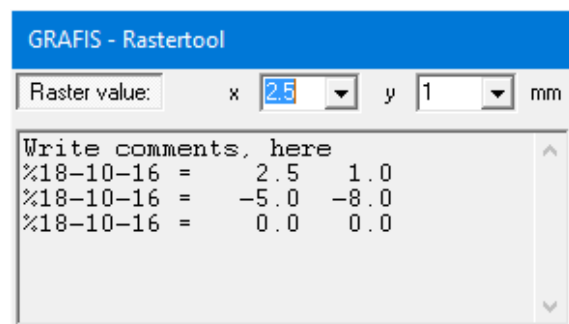 GRAFIS - Rastertool
Raster value: x 2.5 y 1 mm
Write comments, here
%18-10-16 = 2.5 1.0
%18-10-16 = -5.0 -8.0
%18-10-16 = 0.0 0.0